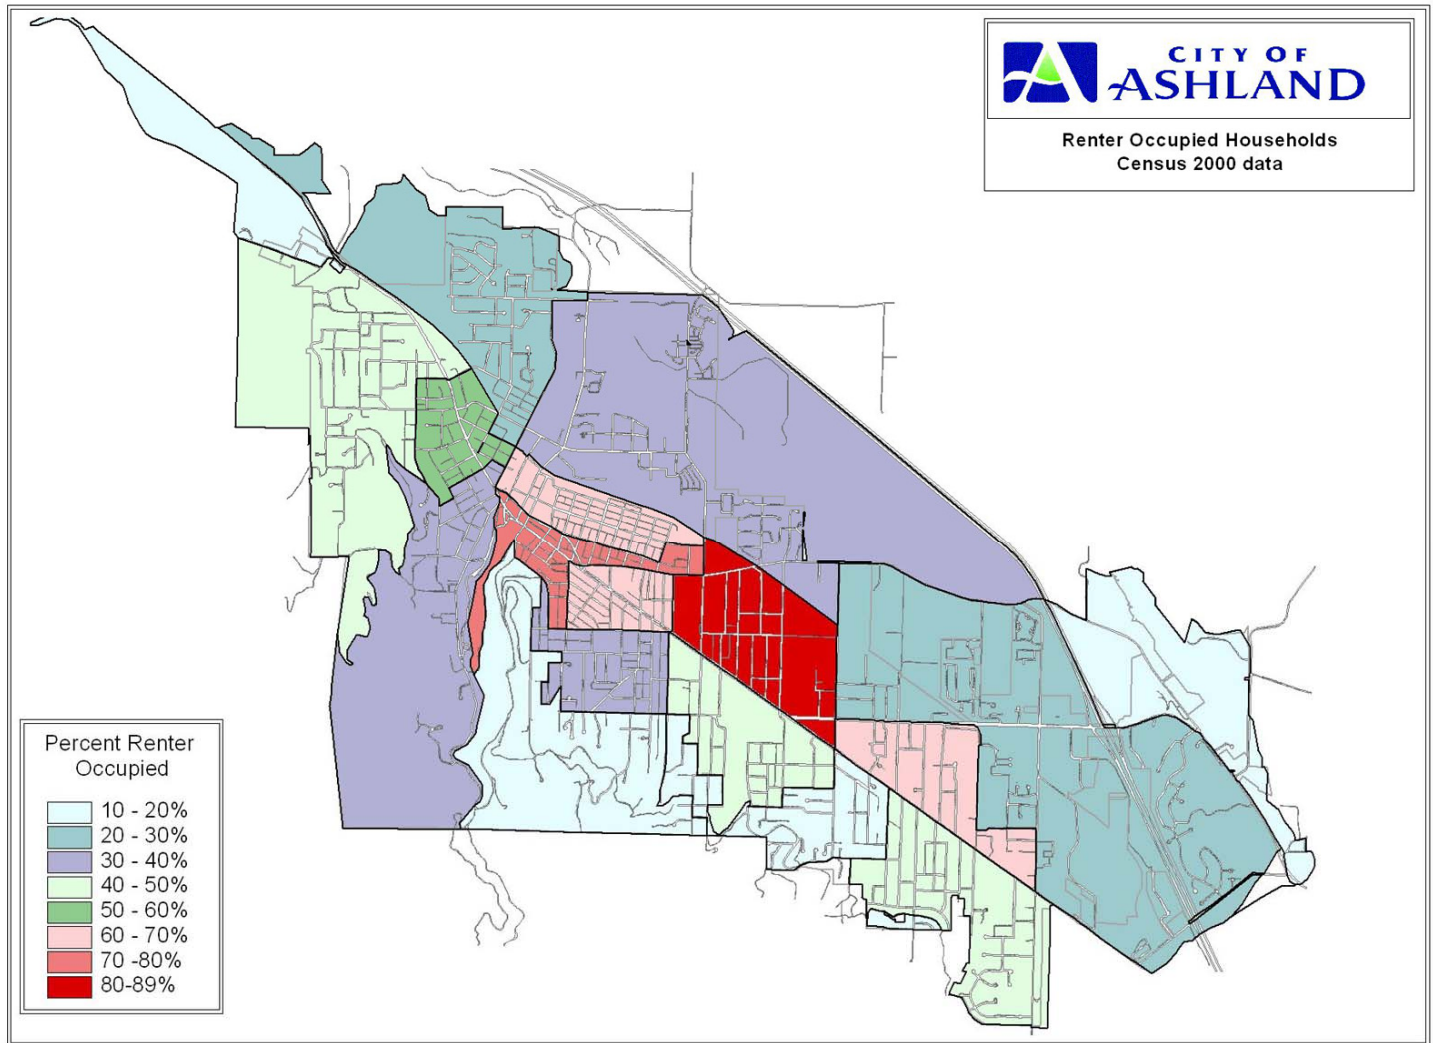 CITY OF
ASHLAND
Renter Occupied Households
Census 2000 data
Percent Renter
Occupied
10 - 20%
20 - 30%
30 - 40%
40 - 50%
50 - 60%
60 - 70%
70 -80%
80-89%